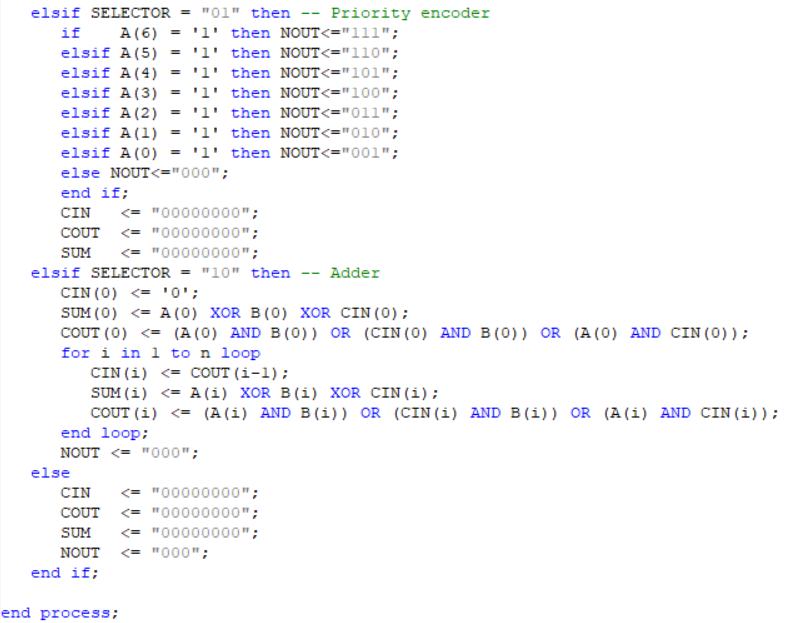 elsif SELECTOR = "01" then -- Priority encoder
if A(6) = '1' then NOUT<="111";
elsif A(5) = '1' then NOUT<="110";
elsif A(4) = '1' then NOUT<="101";
elsif A(3) = '1' then NOUT<="100";
elsif A(2) = '1' then NOUT<="011";
elsif A(1) = '1' then NOUT<="010";
elsif A(0) = '1' then NOUT<="001";
else NOUT<="000";
end if;
CIN <= "00000000";
COUT <= "00000000";
SUM <= "00000000";
elsif SELECTOR = "10" then -- Adder
CIN(0) <= '0';
SUM(0) <= A(0) XOR B(0) XOR CIN(0);
COUT(0) <= (A(0) AND B(0)) OR (CIN(0) AND B(0)) OR (A(0) AND CIN(0));
for i in 1 to n loop
CIN(i) <= COUT(i-1);
SUM(i) <= A(i) XOR B(i) XOR CIN(i);
COUT(i) <= (A(i) AND B(i)) OR (CIN(i) AND B(i)) OR (A(i) AND CIN(i));
end loop;
NOUT <= "000";
else
CIN <= "00000000";
COUT <= "00000000";
SUM <= "00000000";
NOUT <= "000";
end if;
end process;